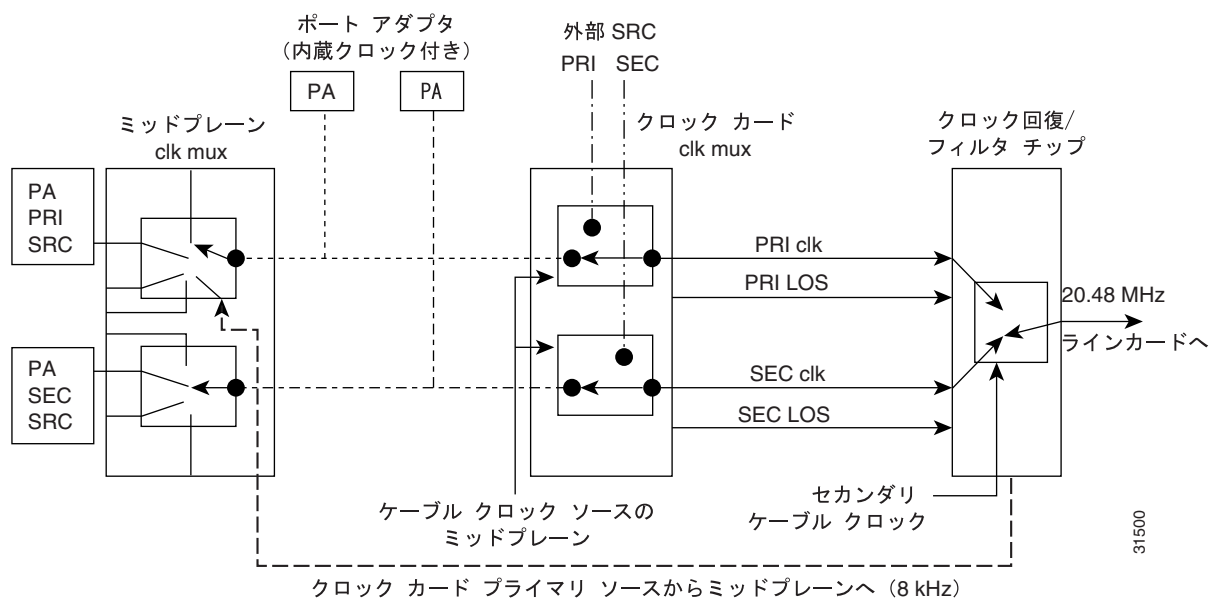 ポート アダプタ
(内蔵クロック付き)
PA
PA
外部 SRC
PRI SEC
ミッドプレーン
clk mux
クロック カード
clk mux
クロック回復/
フィルタ チップ
PA
PRI
SRC
PA
SEC
SRC
PRI clk
PRI LOS
SEC clk
SEC LOS
20.48 MHz
ラインカードへ
ケーブル クロック ソースの
ミッドプレーン
セカンダリ
ケーブル クロック
クロック カード プライマリ ソースからミッドプレーンへ (8 kHz)
31500